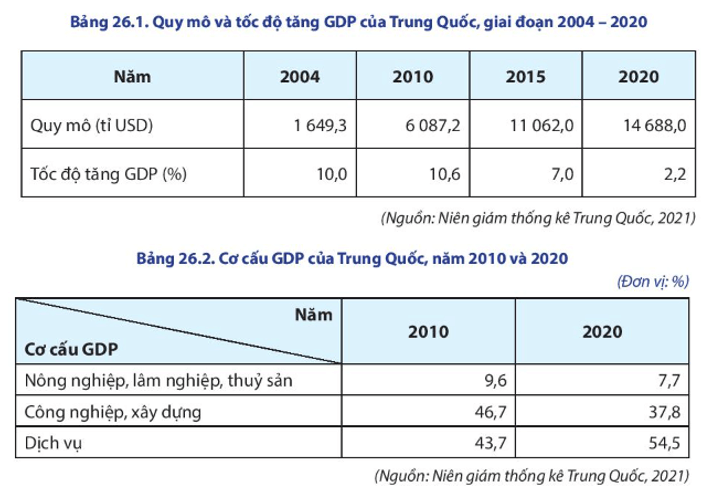 Bảng 26.1. Quy mô và tốc độ tăng GDP của Trung Quốc, giai đoạn 2004 – 2020
Năm 2004 2010 2015 2020
Quy mô (tỉ USD) 1 649,3 6 087,2 11 062,0 14 688,0
Tốc độ tăng GDP (%) 10,0 10,6 7,0 2,2
(Nguồn: Niên giám thống kê Trung Quốc, 2021)
Bảng 26.2. Cơ cấu GDP của Trung Quốc, năm 2010 và 2020
(Đơn vị: %)
Năm 2010 2020
Cơ cấu GDP
Nông nghiệp, lâm nghiệp, thuỷ sản 9,6 7,7
Công nghiệp, xây dựng 46,7 37,8
Dịch vụ 43,7 54,5
(Nguồn: Niên giám thống kê Trung Quốc, 2021)